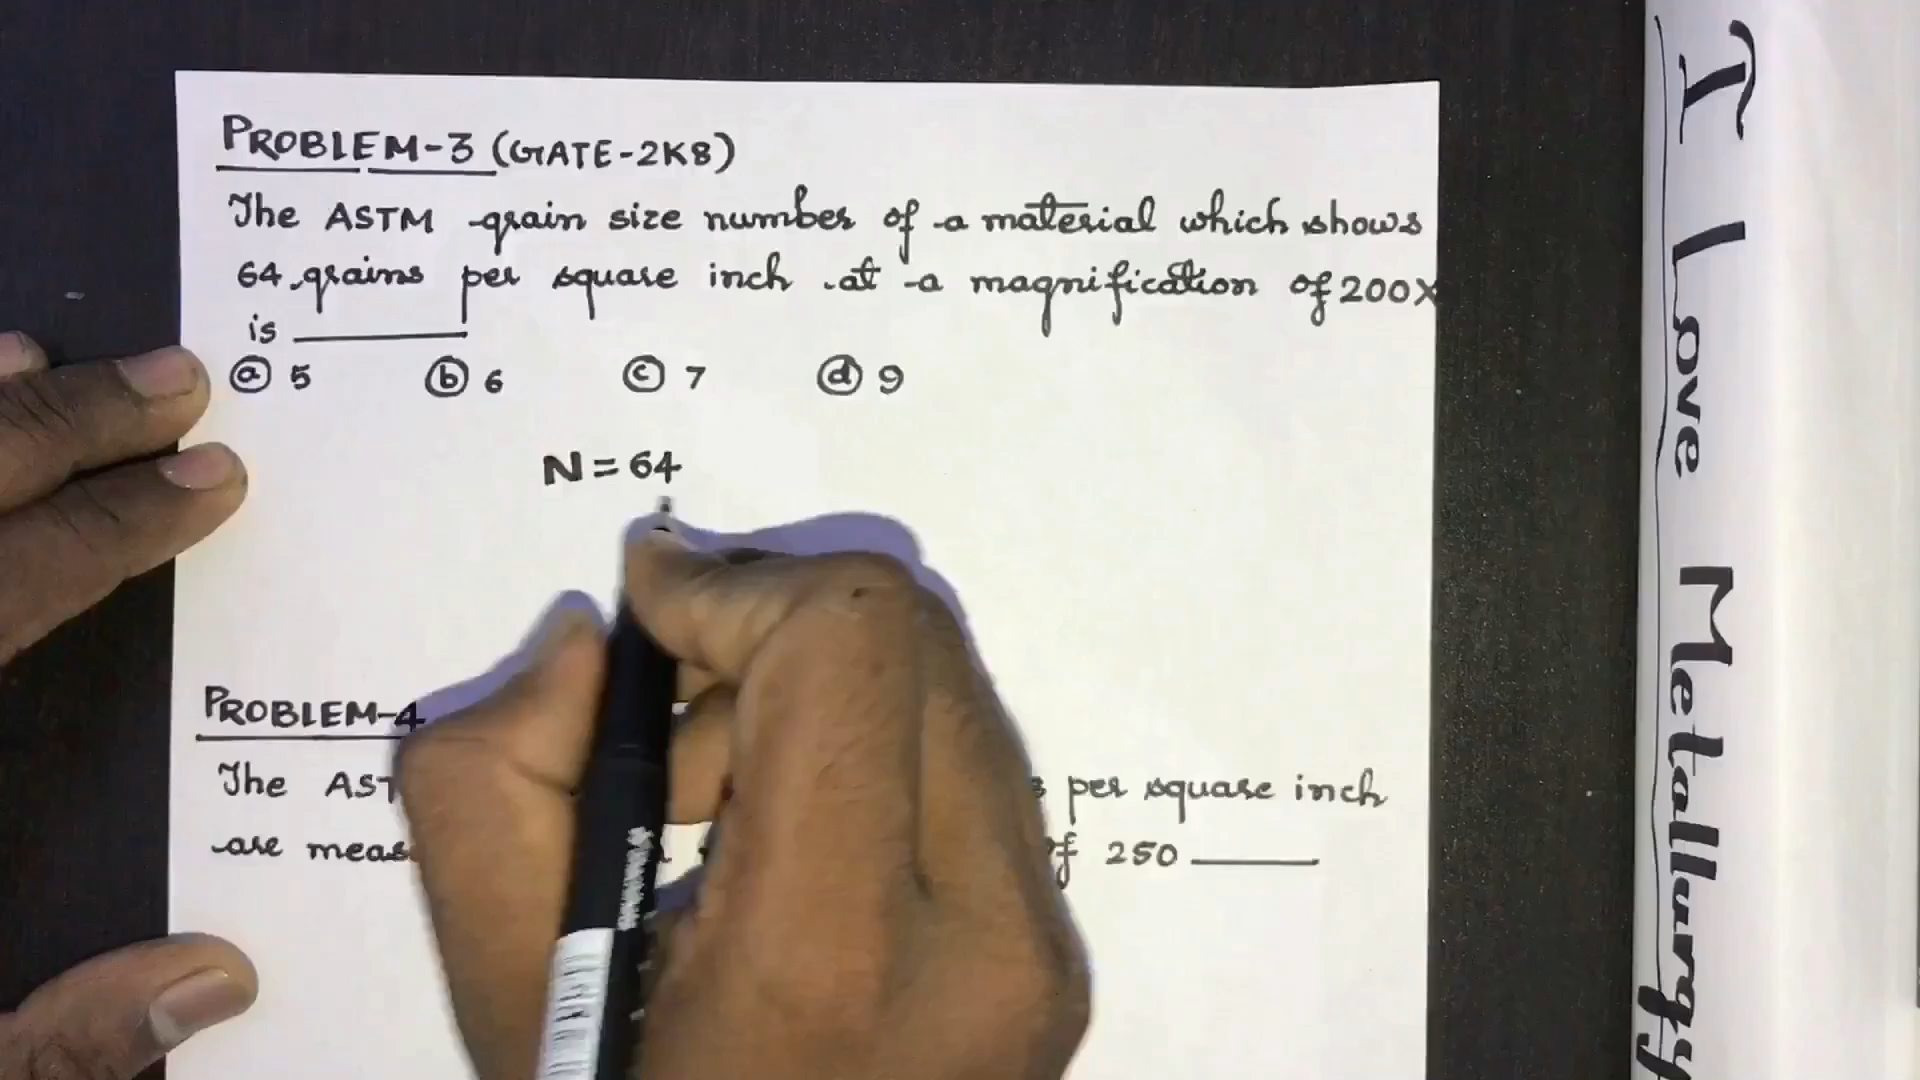 PROBLEM-3 (GATE-2K8)
The ASTM grain size number of a material which shows
64 grains per square inch at a magnification of 200X
is ______
ⓐ 5 ⓑ 6 ⓒ 7 ⓓ 9
N = 64
PROBLEM-4
The per square inch
are of 250 ______
I Love Metallurgy